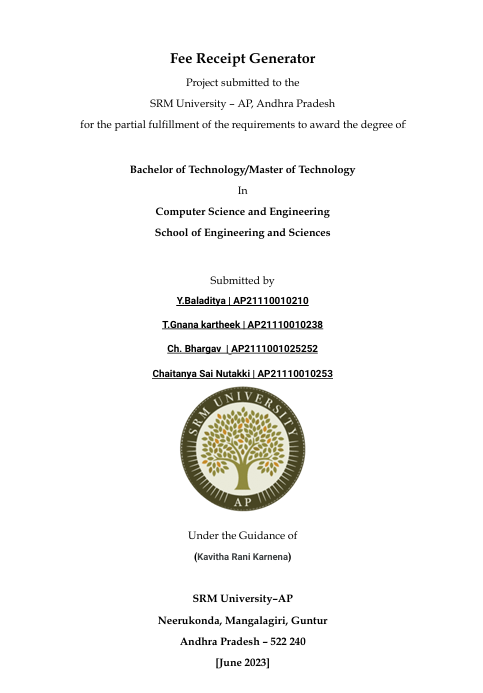 Fee Receipt Generator
Project submitted to the
SRM University – AP, Andhra Pradesh
for the partial fulfillment of the requirements to award the degree of
Bachelor of Technology/Master of Technology
In
Computer Science and Engineering
School of Engineering and Sciences
Submitted by
Y.Baladitya | AP21110010210
T.Gnana kartheek | AP21110010238
Ch. Bhargav | AP2111001025252
Chaitanya Sai Nutakki | AP21110010253
SRM UNIVERSITY
AP
Under the Guidance of
(Kavitha Rani Karnena)
SRM University–AP
Neerukonda, Mangalagiri, Guntur
Andhra Pradesh – 522 240
[June 2023]